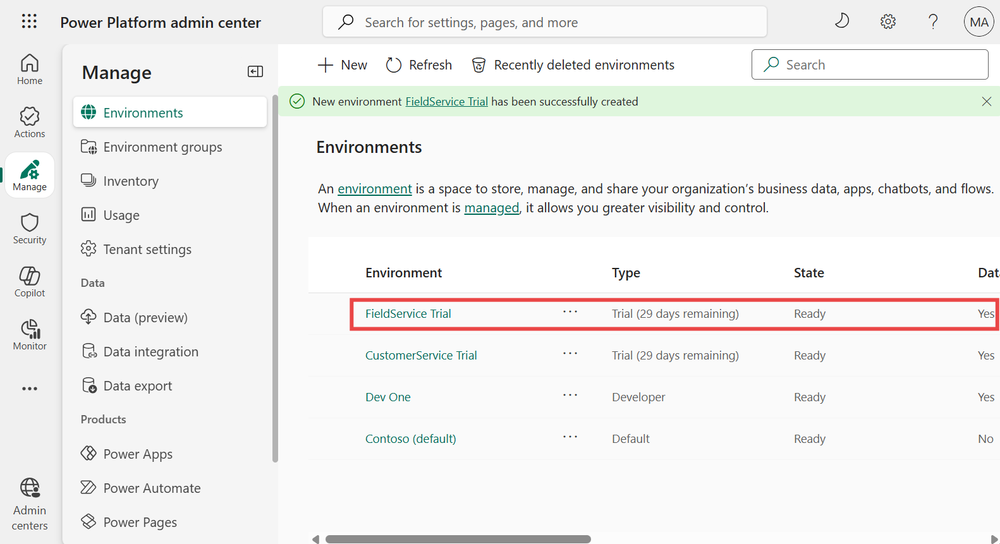 Power Platform admin center
Search for settings, pages, and more
MA
Home
Actions
Manage
Security
Copilot
Monitor
Admin
centers
Manage
Environments
Environment groups
Inventory
Usage
Tenant settings
Data
Data (preview)
Data integration
Data export
Products
Power Apps
Power Automate
Power Pages
New
Refresh
Recently deleted environments
Search
New environment FieldService Trial has been successfully created
Environments
An environment is a space to store, manage, and share your organization’s business data, apps, chatbots, and flows.
When an environment is managed, it allows you greater visibility and control.
Environment Type State
FieldService Trial ··· Trial (29 days remaining) Ready Yes
CustomerService Trial ··· Trial (29 days remaining) Ready Yes
Dev One ··· Developer Ready Yes
Contoso (default) ··· Default Ready No